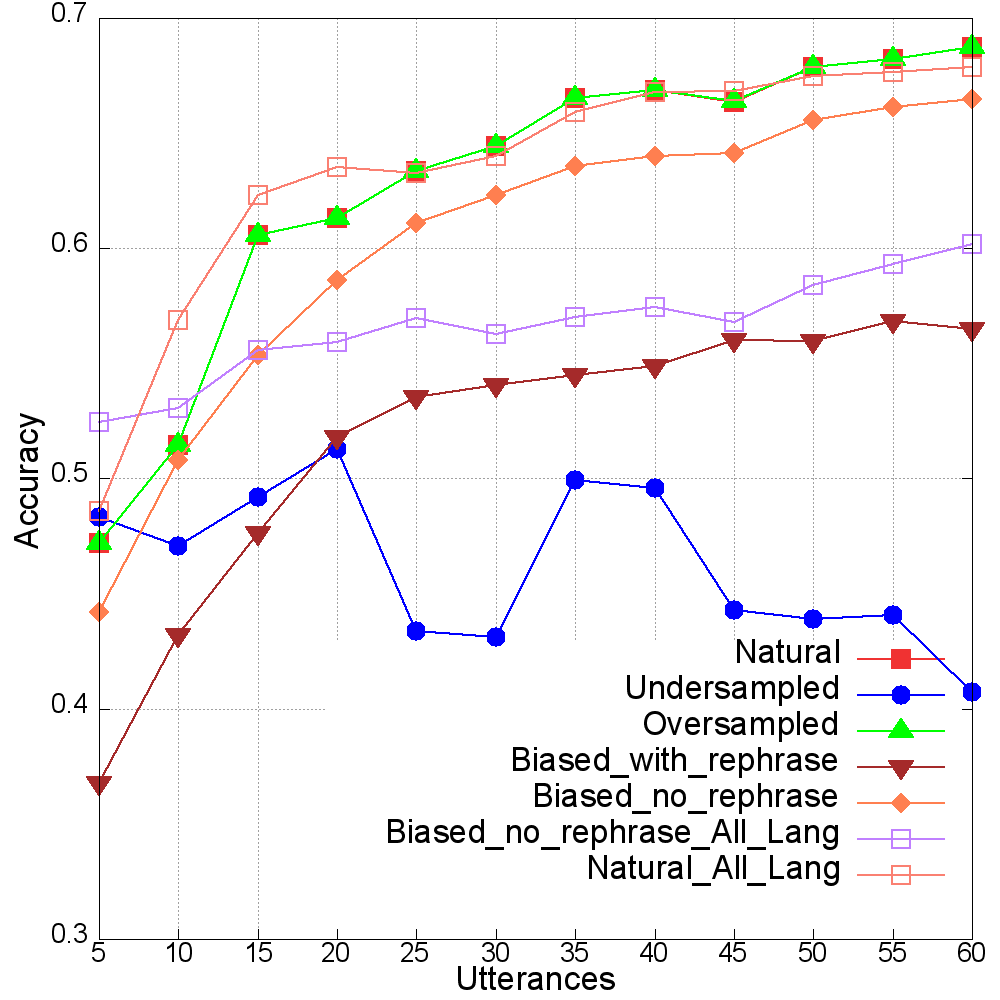 0.7
0.6
0.5
0.4
0.3
Accuracy
Natural
Undersampled
Oversampled
Biased_with_rephrase
Biased_no_rephrase
Biased_no_rephrase_All_Lang
Natural_All_Lang
5 10 15 20 25 30 35 40 45 50 55 60
Utterances